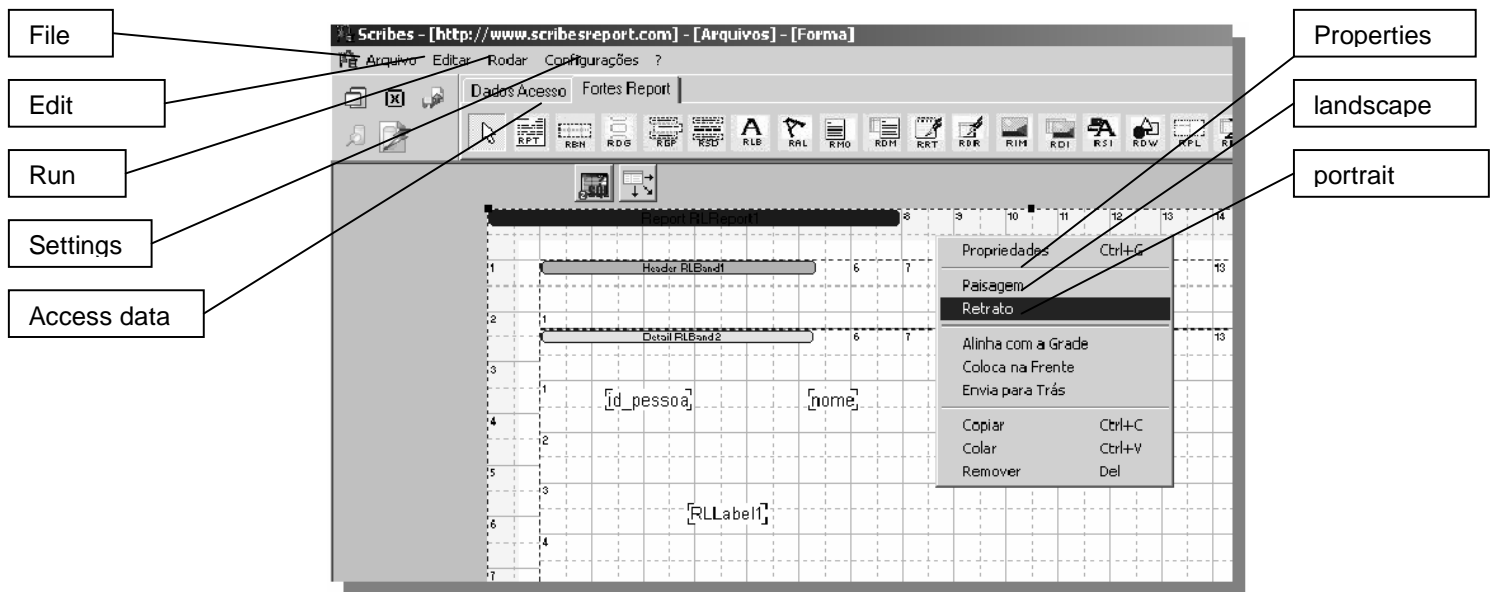 File
Edit
Run
Settings
Access data
Scribes - [http://www.scribesreport.com] - [Arquivos] - [Forma]
Arquivo Editar Rodar Configurações ?
Dados Acesso Fortes Report
RPT RBN RDG RGP RSD RLB RAL RMO RDM RRT RDR RIM RDI RSI RDW RPL
SQL
Report RLReport1 8 9 10 11 12 13 14
1 Header RLBand1 6 7 13
2 1
Detail RLBand2 6 7 13
3
1 id_pessoa nome
4
2
5
3
RLLabel1
6
4
7
Propriedades Ctrl+G
Paisagem
Retrato
Alinha com a Grade
Coloca na Frente
Envia para Trás
Copiar Ctrl+C
Colar Ctrl+V
Remover Del
Properties
landscape
portrait